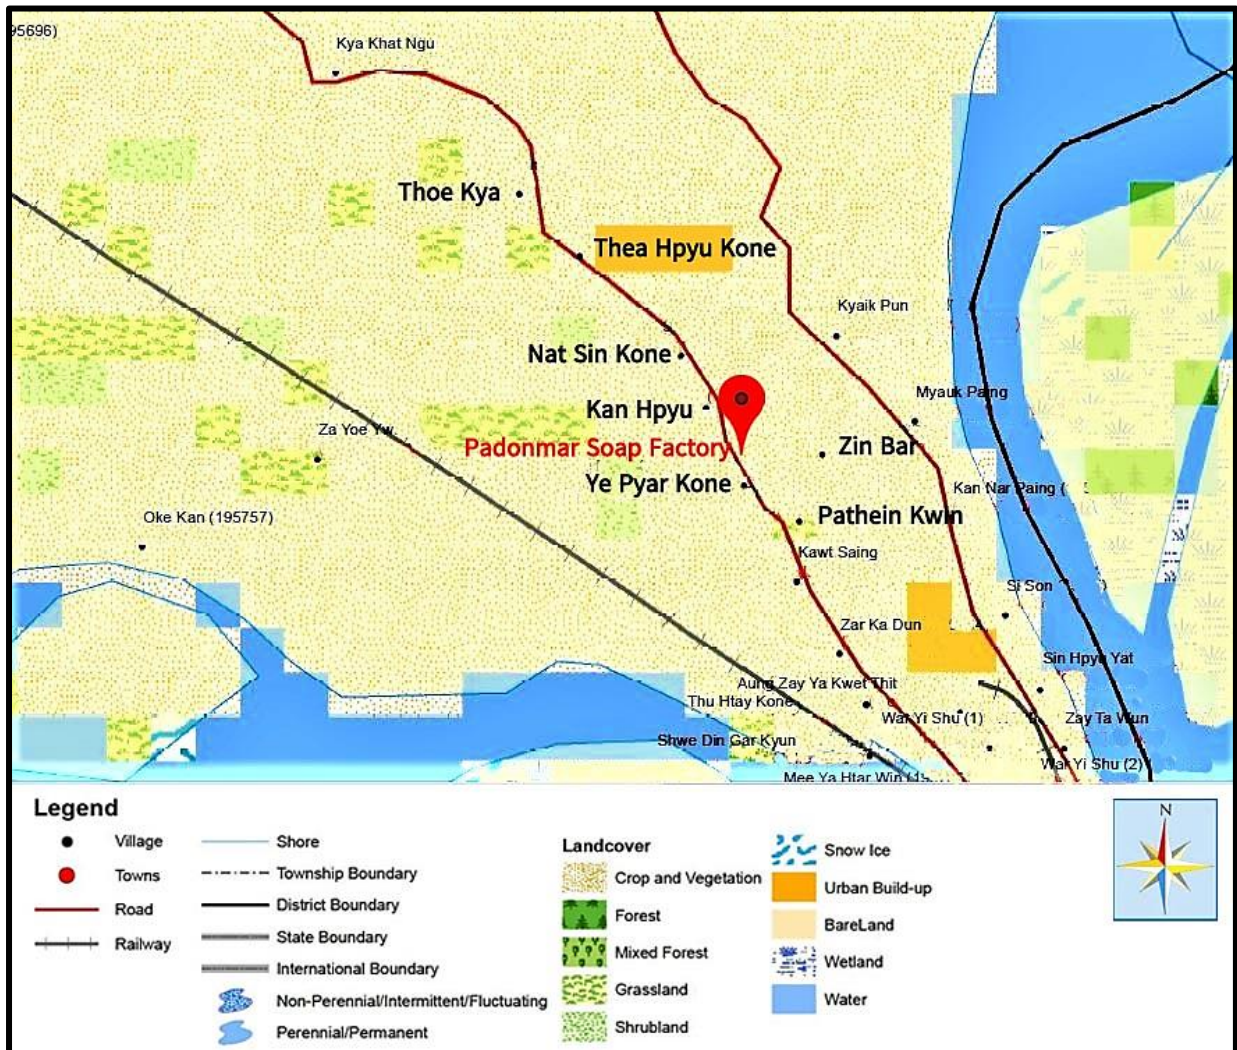 95696)
Kya Khat Ngu
Thoe Kya
Thea Hpyu Kone
Kyaik Pun
Nat Sin Kone
Myauk Paing
Kan Hpyu
Za Yoe Yw
Padonmar Soap Factory
Zin Bar
Ye Pyar Kone
Kan Nar Paing (
Oke Kan (195757)
Pathein Kwin
Kawt Saing
Si Son
Zar Ka Dun
Sin Hpyu Yat
Aung Zay Ya Kwet Thit
Thu Htay Kone
War Yi Shu (1)
Zay Ta Wun
Shwe Din Gar Kyun
War Yi Shu (2)
Mee Ya Htar Win
Legend
Village
Towns
Road
Railway
Shore
Township Boundary
District Boundary
State Boundary
International Boundary
Non-Perennial/Intermittent/Fluctuating
Perennial/Permanent
Landcover
Crop and Vegetation
Forest
Mixed Forest
Grassland
Shrubland
Snow Ice
Urban Build-up
BareLand
Wetland
Water
N